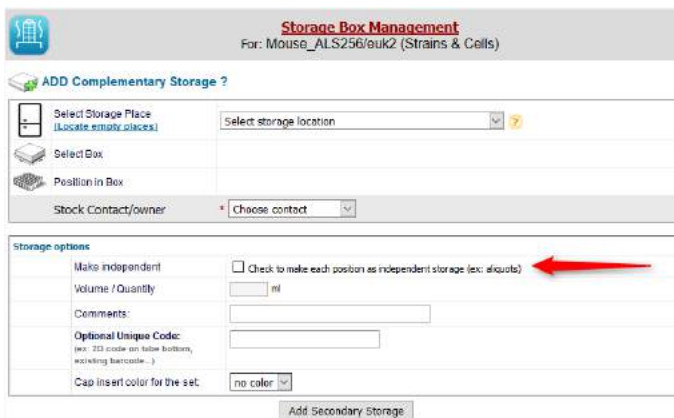 Storage Box Management
For: Mouse_ALS256/euk2 (Strains & Cells)
ADD Complementary Storage ?
Select Storage Place
(Locate empty places)
Select storage location
?
Select Box
Position in Box
Stock Contact/owner
* Choose contact
Storage options
Make independent
Check to make each position as independent storage (ex: aliquots)
Volume / Quantity
ml
Comments:
Optional Unique Code:
(ex: 2D code on tube bottom,
existing barcode...)
Cap insert color for the set:
no color
Add Secondary Storage